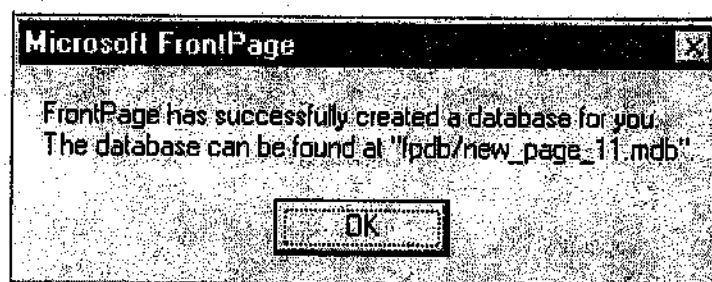 Microsoft FrontPage
FrontPage has successfully created a database for you.
The database can be found at "fpdb/new_page_11.mdb".
OK